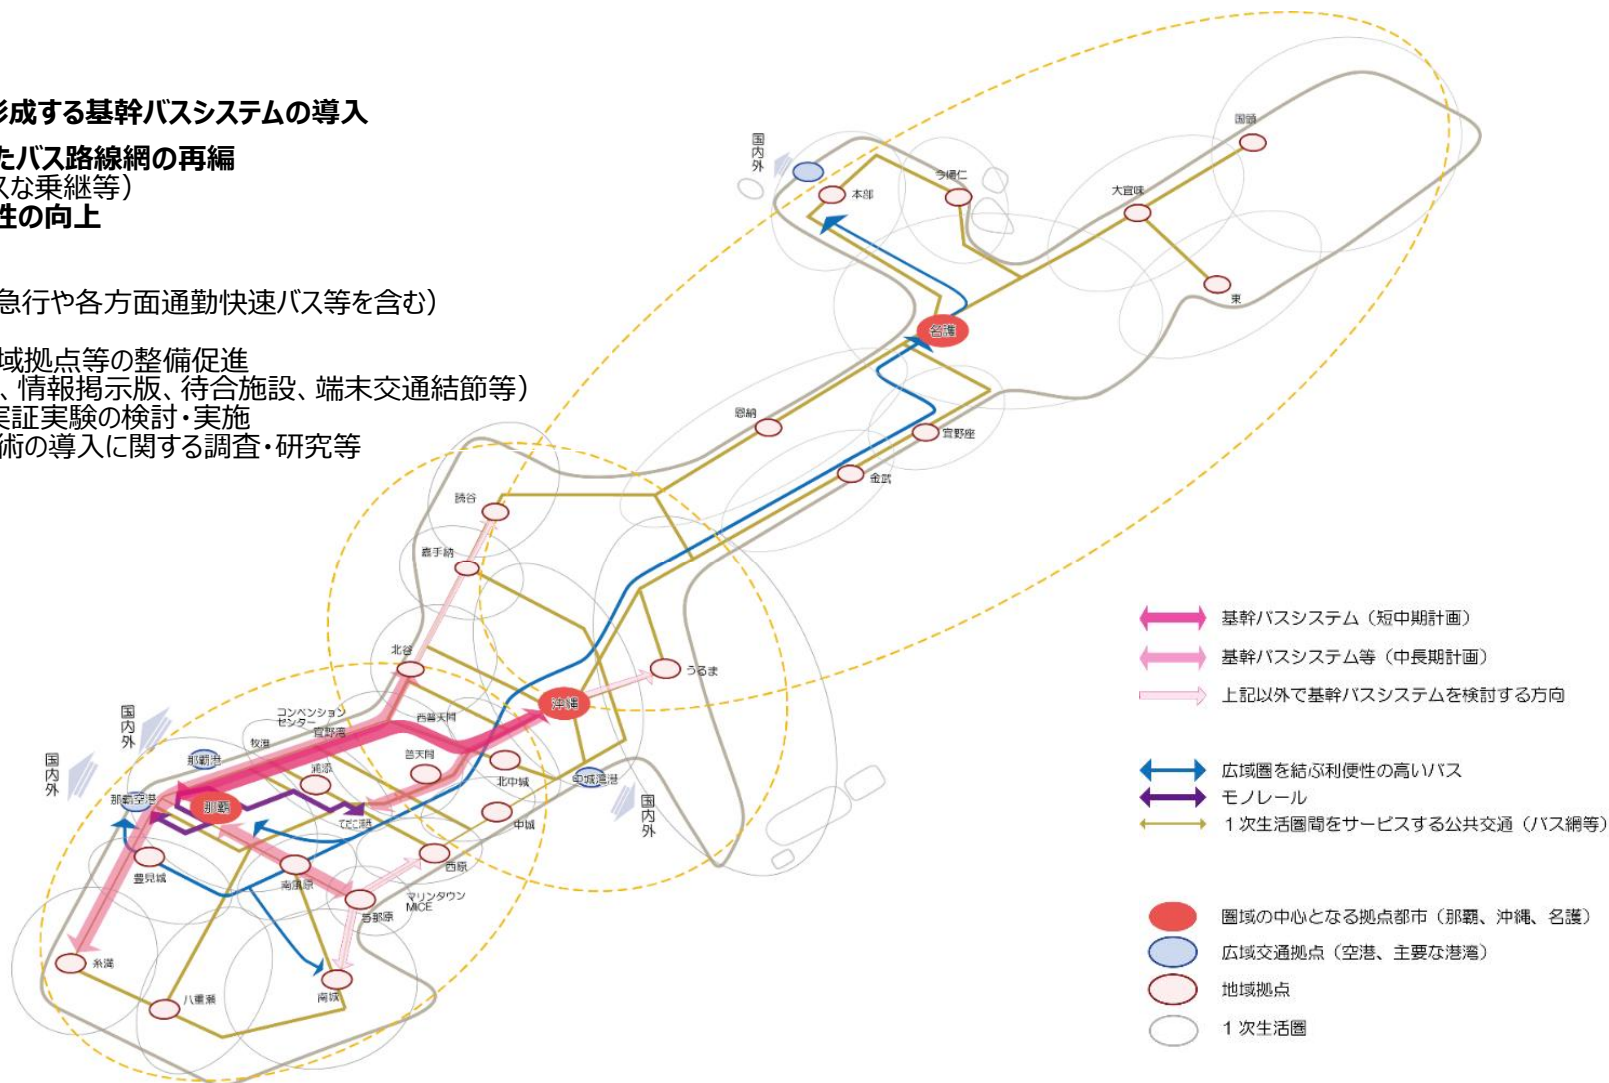 形成する基幹バスシステムの導入
たバス路線網の再編
スな乗継等）
性の向上
急行や各方面通勤快速バス等を含む）
域拠点等の整備促進
、情報掲示版、待合施設、端末交通結節等）
実証実験の検討・実施
術の導入に関する調査・研究等
国内外
本部
今帰仁
国頭
大宜味
東
名護
恩納
宜野座
金武
読谷
嘉手納
北谷
うるま
沖縄
コンベンション
センター
宜野湾
西普天間
牧港
普天間
北中城
浦添
国内外
国内外
那覇港
那覇空港
那覇
てだこ浦西
中城湾港
国内外
中城
西原
豊見城
南風原
与那原
マリンタウン
MICE
糸満
八重瀬
南城
基幹バスシステム（短中期計画）
基幹バスシステム等（中長期計画）
上記以外で基幹バスシステムを検討する方向
広域圏を結ぶ利便性の高いバス
モノレール
１次生活圏間をサービスする公共交通（バス網等）
圏域の中心となる拠点都市（那覇、沖縄、名護）
広域交通拠点（空港、主要な港湾）
地域拠点
１次生活圏